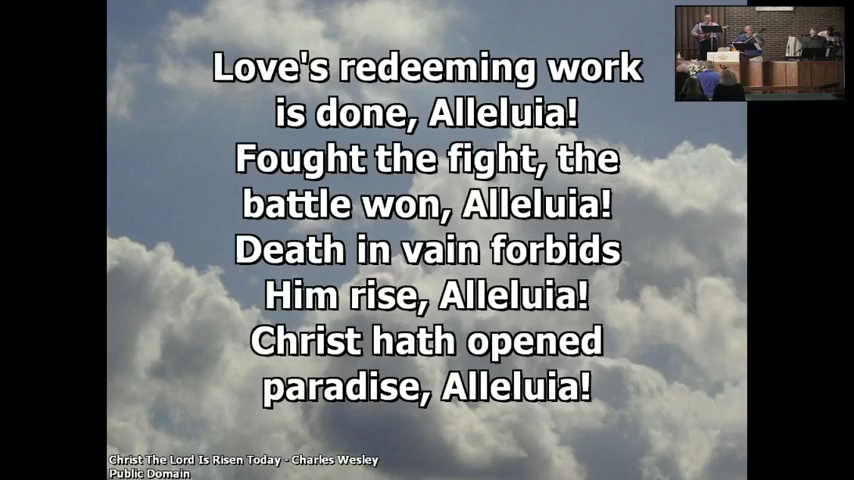 Love's redeeming work
is done, Alleluia!
Fought the fight, the
battle won, Alleluia!
Death in vain forbids
Him rise, Alleluia!
Christ hath opened
paradise, Alleluia!
Christ The Lord Is Risen Today - Charles Wesley
Public Domain